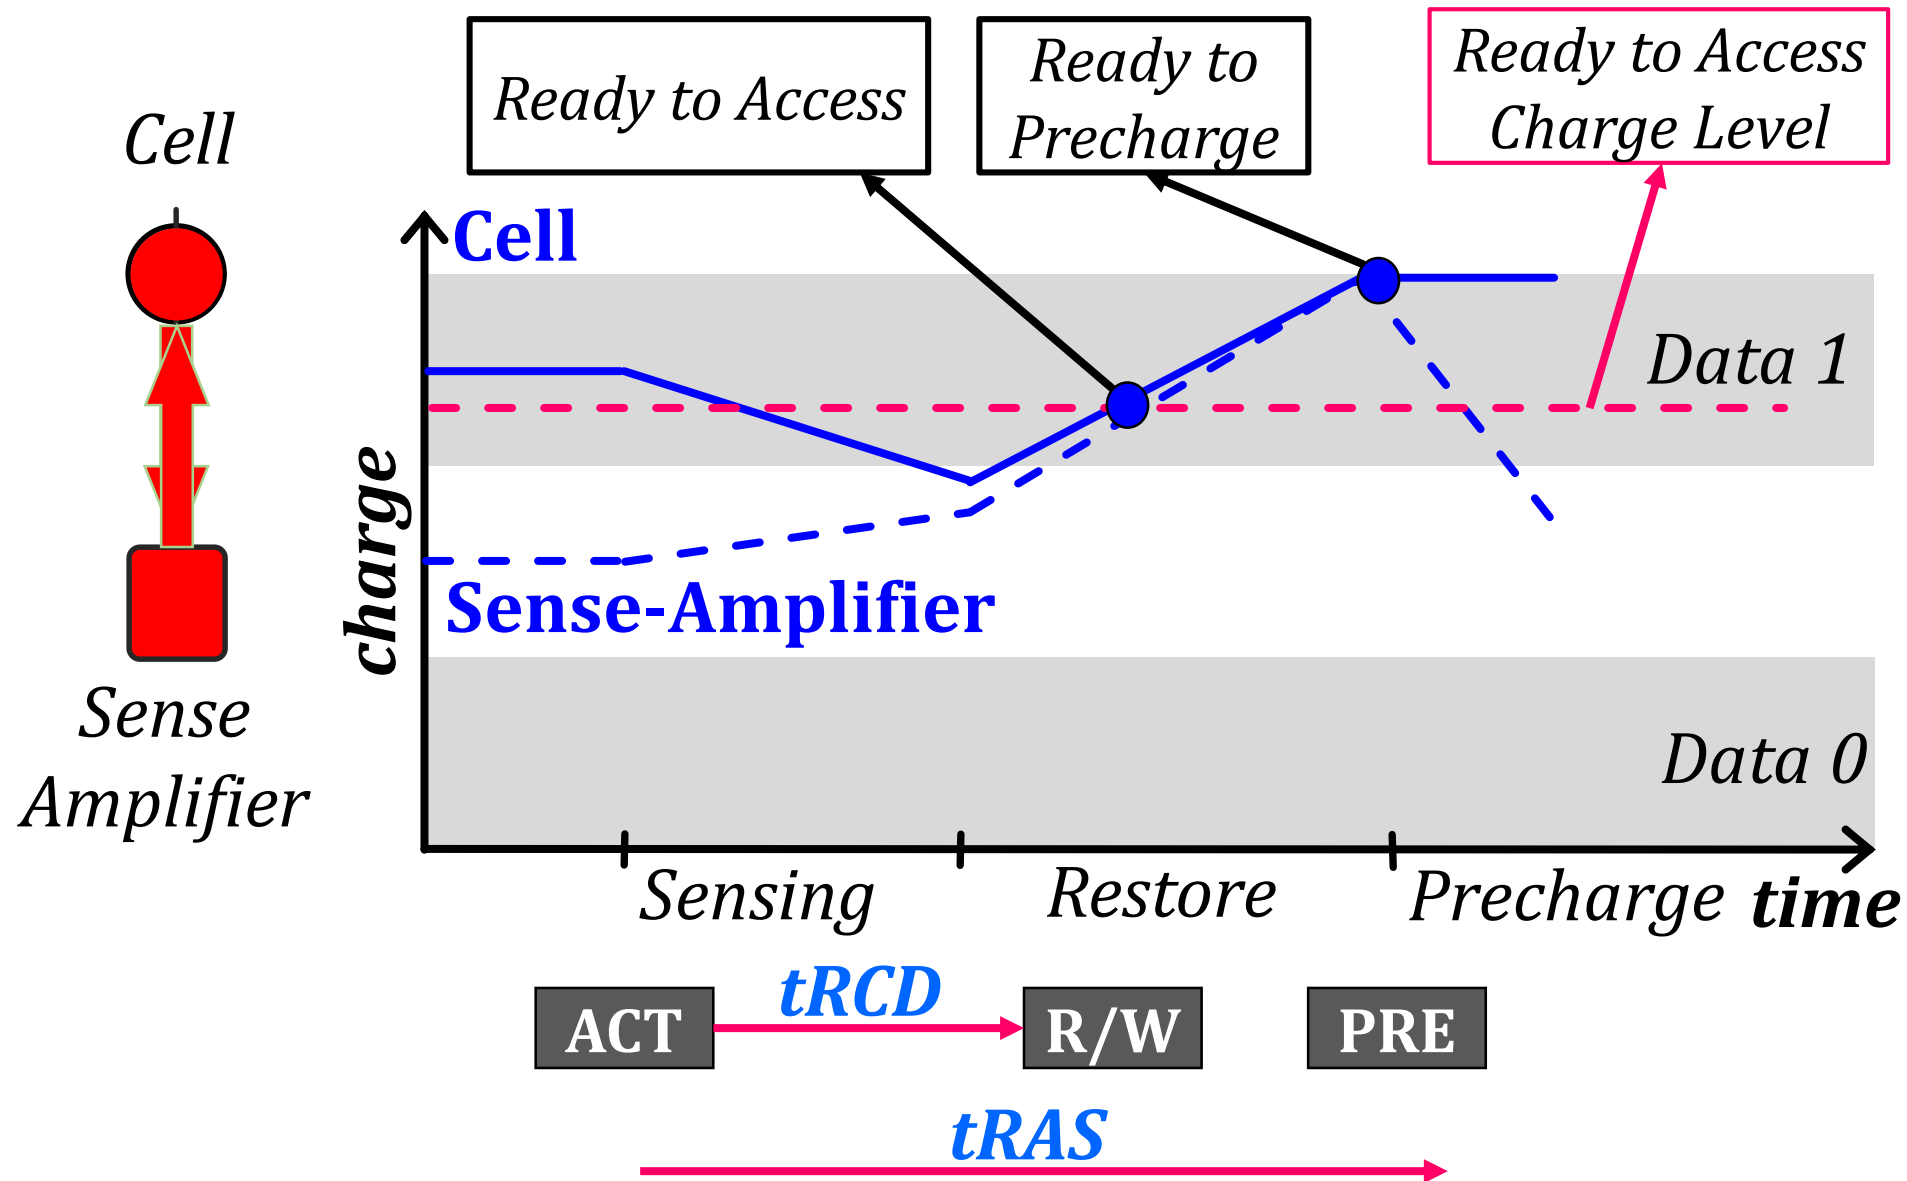 Ready to Access
Ready to
Precharge
Ready to Access
Charge Level
Cell
Cell
Data 1
charge
Sense-Amplifier
Sense
Amplifier
Data 0
Sensing
Restore
Precharge
time
tRCD
ACT
R/W
PRE
tRAS